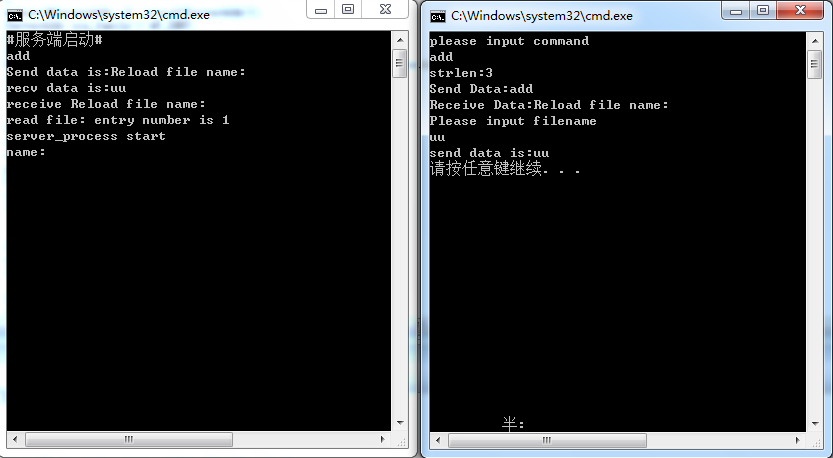 C:\Windows\system32\cmd.exe
#服务端启动#
add
Send data is:Reload file name:
recv data is:uu
receive Reload file name:
read file: entry number is 1
server_process start
name:
C:\Windows\system32\cmd.exe
please input command
add
strlen:3
Send Data:add
Receive Data:Reload file name:
Please input filename
uu
send data is:uu
请按任意键继续. . .
半: